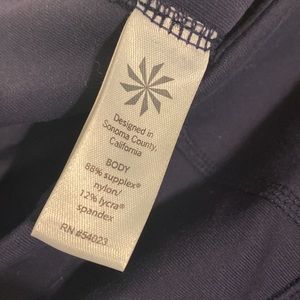 Designed in
Sonoma County,
California
BODY
88% supplex®
nylon/
12% lycra®
spandex
RN #54023